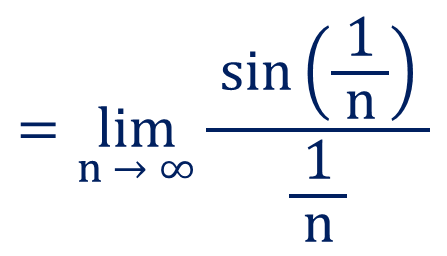 = lim n → ∞ sin(1/n) / (1/n)